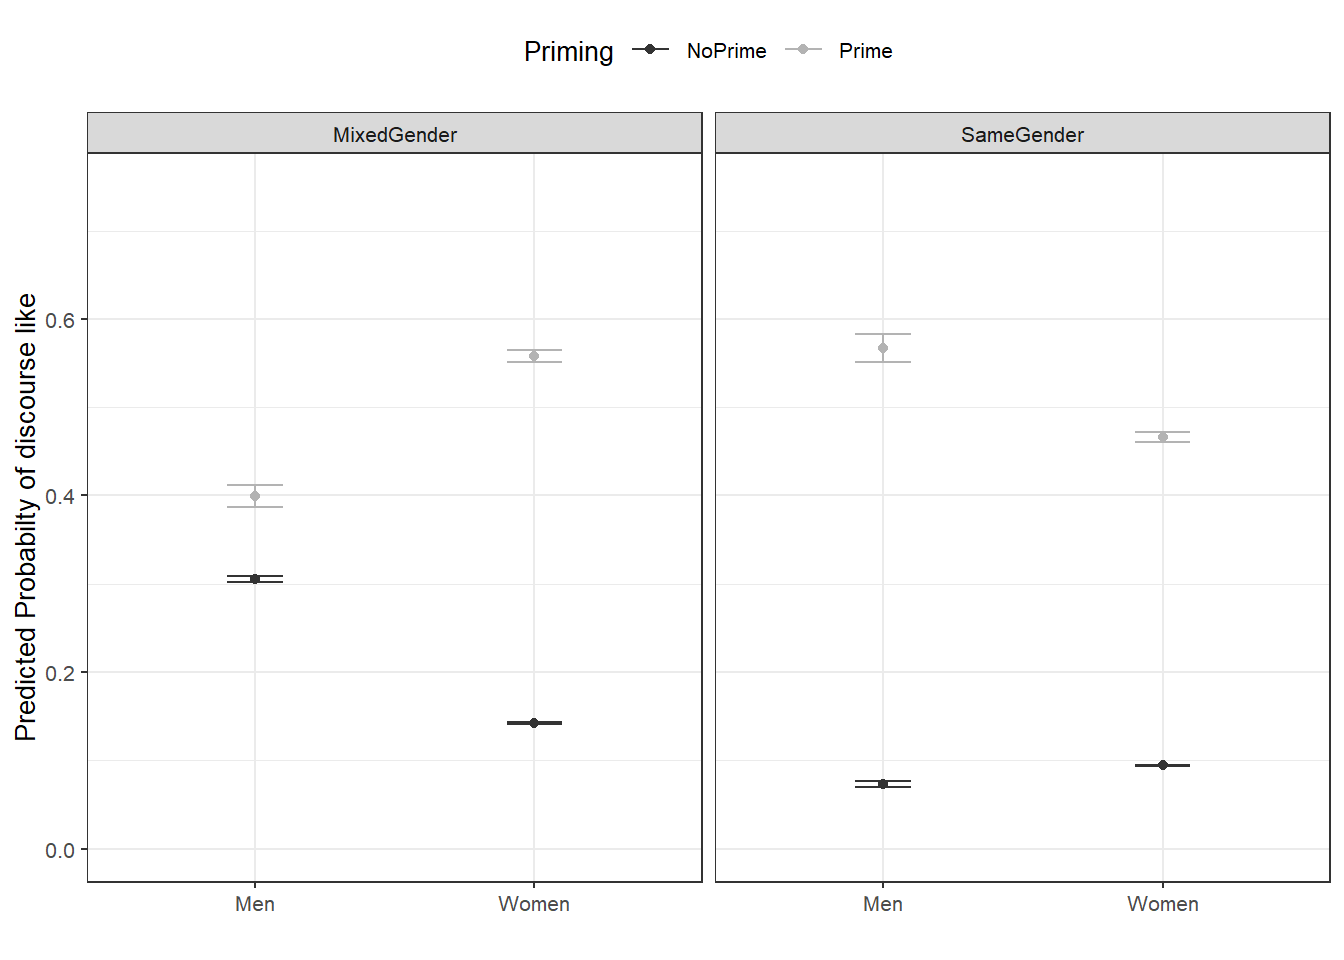 Priming NoPrime Prime
MixedGender SameGender
Predicted Probabilty of discourse like
0.6
0.4
0.2
0.0
Men Women Men Women